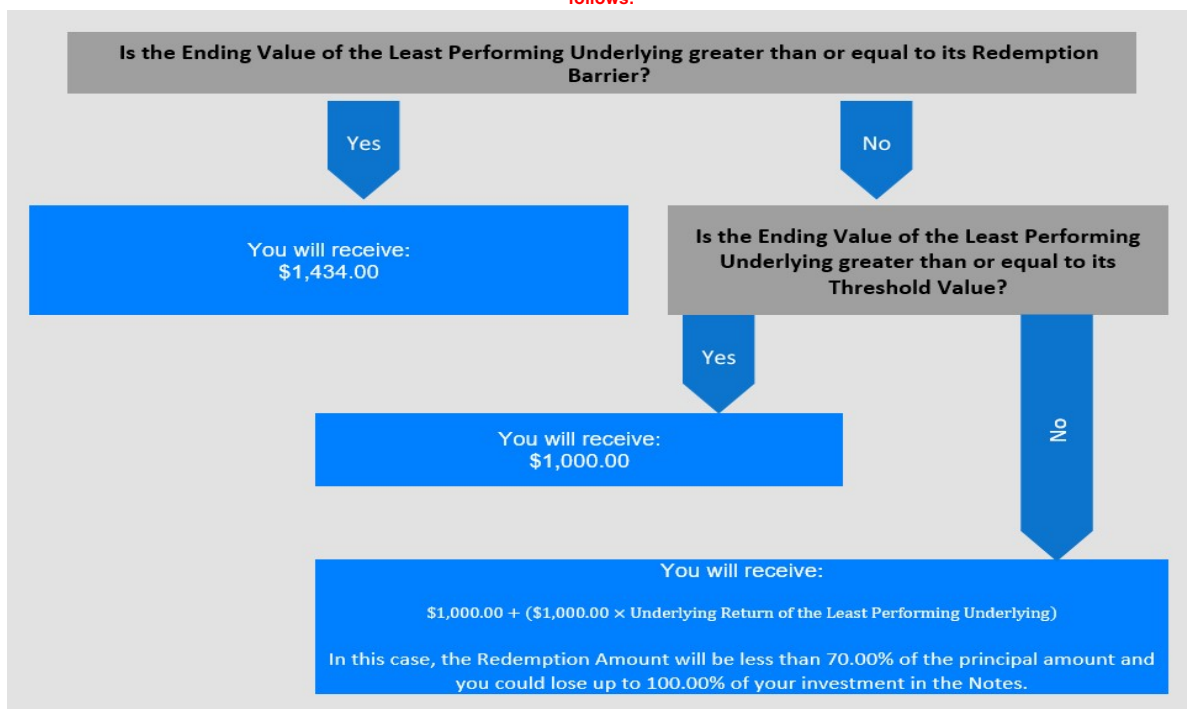 follows:
Is the Ending Value of the Least Performing Underlying greater than or equal to its Redemption
Barrier?
Yes
No
You will receive:
$1,434.00
Is the Ending Value of the Least Performing
Underlying greater than or equal to its
Threshold Value?
Yes
No
You will receive:
$1,000.00
You will receive:
$1,000.00 + ($1,000.00 × Underlying Return of the Least Performing Underlying)
In this case, the Redemption Amount will be less than 70.00% of the principal amount and
you could lose up to 100.00% of your investment in the Notes.